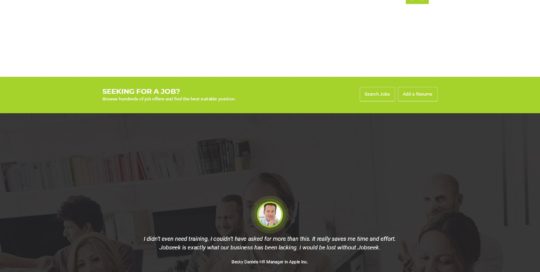 SEEKING FOR A JOB?
Browse hundreds of job offers and find the best suitable position.
Search Jobs
Add a Resume
I didn't even need training. I couldn't have asked for more than this. It really saves me time and effort.
Jobseek is exactly what our business has been lacking. I would be lost without Jobseek.
Becky Daniels HR Manager in Apple Inc.